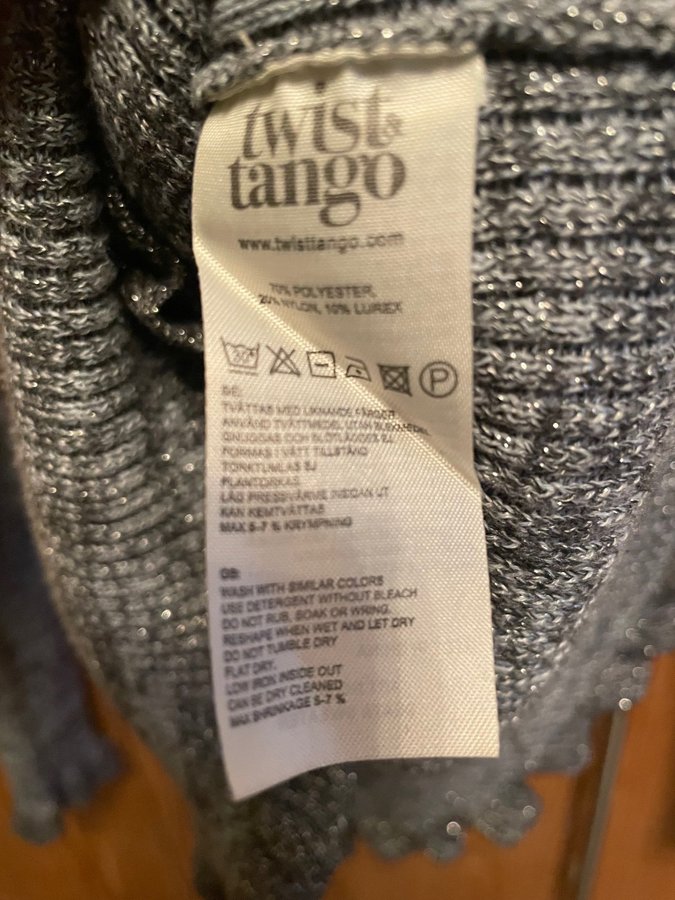 twist &
tango
www.twisttango.com
70% POLYESTER,
20% NYLON, 10% LUREX
30° P
SE:
TVÄTTAS MED LIKNANDE FÄRGER
ANVÄND TVÄTTMEDEL UTAN BLEKMEDEL
GNUGGAS OCH BLÖTLÄGGES EJ
FORMAS I VÅTT TILLSTÅND
TORKTUMLAS EJ
PLANTORKAS
LÅG PRESSVÄRME INSIDAN UT
KAN KEMTVÄTTAS
MAX 5-7 % KRYMPNING
GB:
WASH WITH SIMILAR COLORS
USE DETERGENT WITHOUT BLEACH
DO NOT RUB, SOAK OR WRING.
RESHAPE WHEN WET AND LET DRY
DO NOT TUMBLE DRY
FLAT DRY.
LOW IRON INSIDE OUT
CAN BE DRY CLEANED
MAX SHRINKAGE 5-7 %